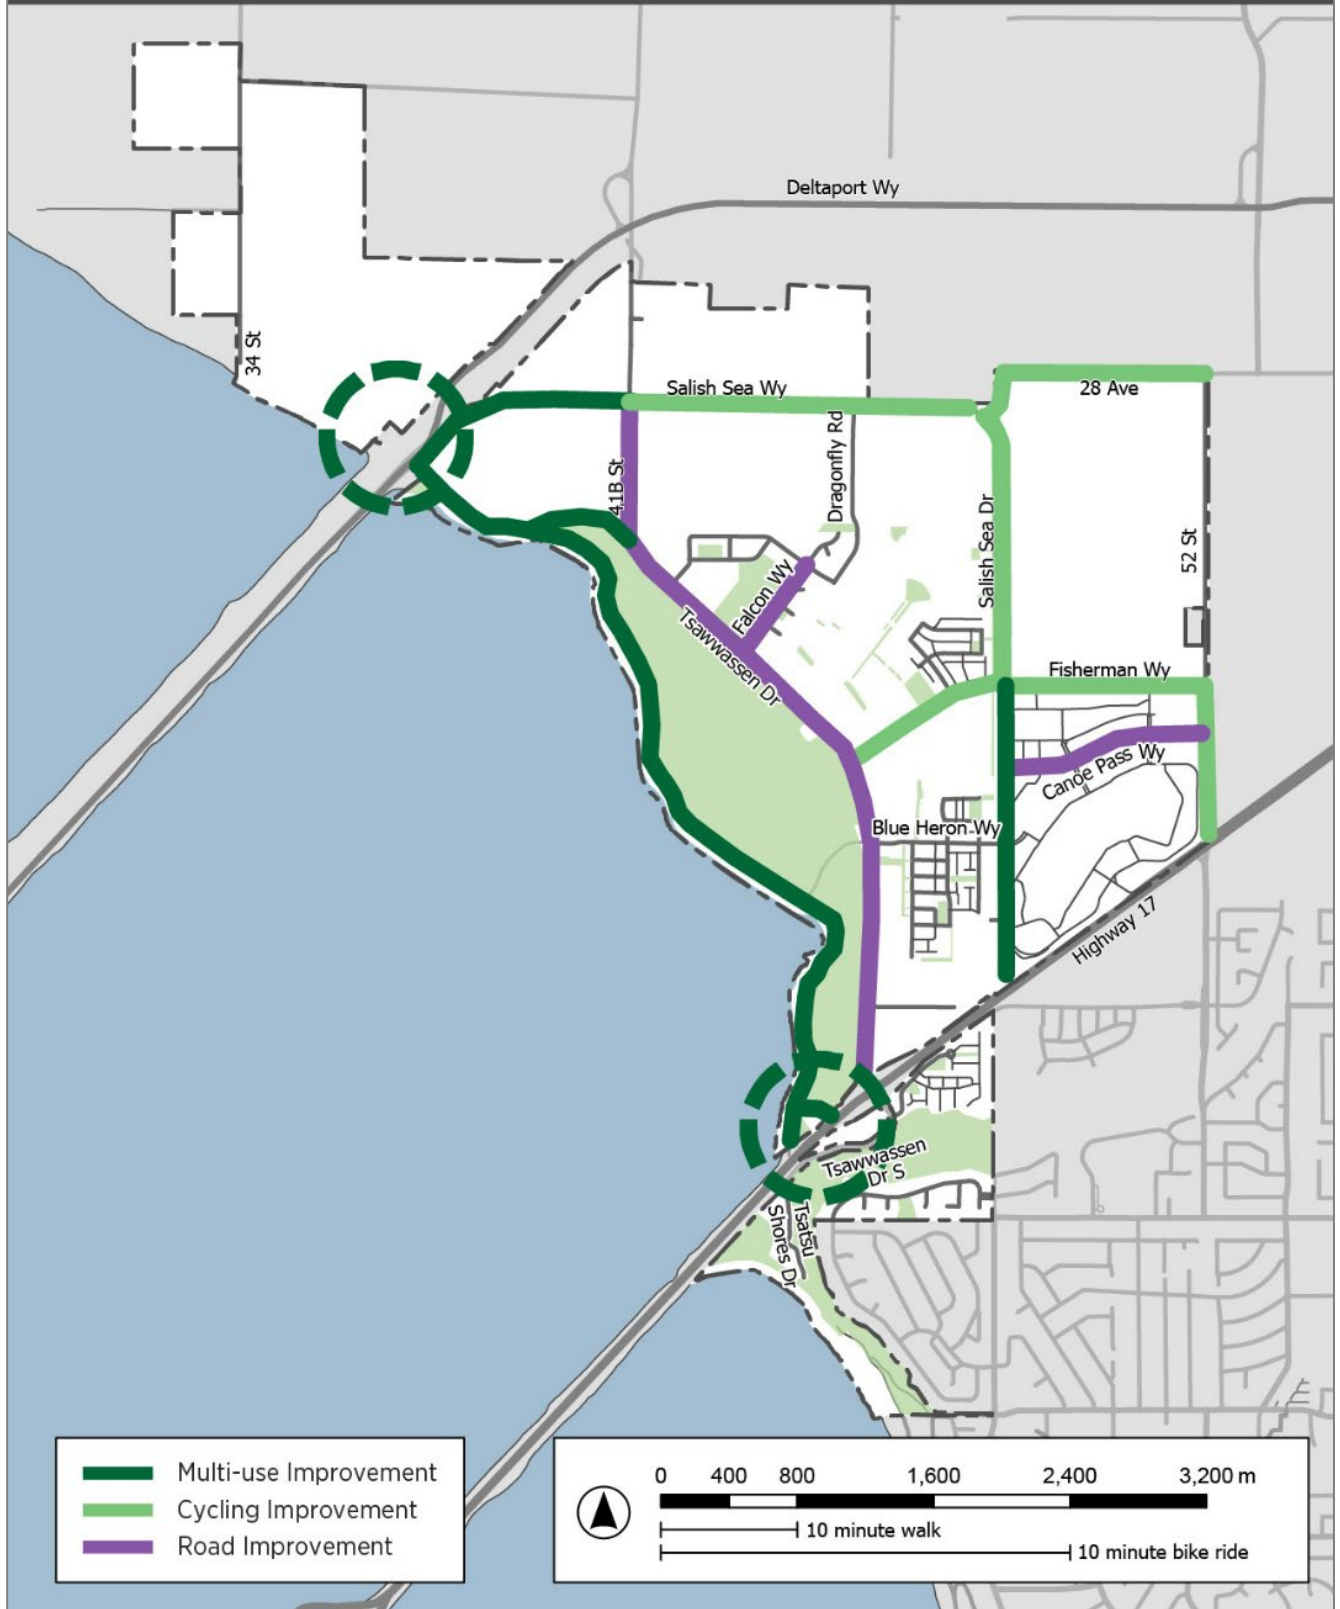 Deltaport Wy
34 St
Salish Sea Wy
28 Ave
41B St
Dragonfly Rd
Salish Sea Dr
52 St
Falcon Wy
Tsawwassen Dr
Fisherman Wy
Canoe Pass Wy
Blue Heron Wy
Highway 17
Tsawwassen
Dr S
Tsatsu
Shores Dr
Multi-use Improvement
Cycling Improvement
Road Improvement
0 400 800 1,600 2,400 3,200 m
10 minute walk
10 minute bike ride